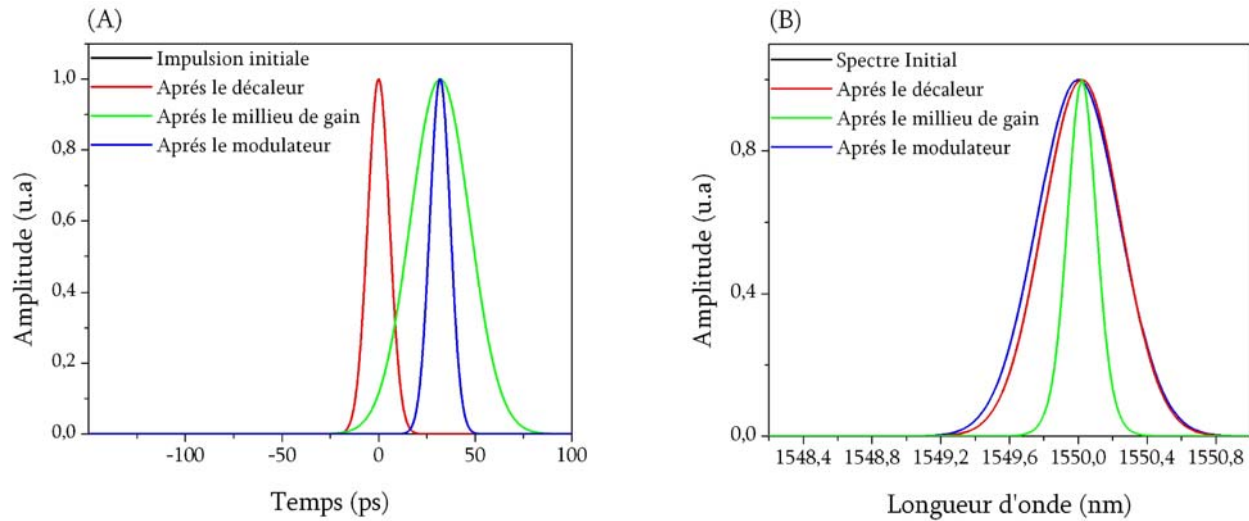 (A)
Impulsion initiale
Aprés le décaleur
Aprés le millieu de gain
Aprés le modulateur
1,0
0,8
0,6
0,4
0,2
0,0
Amplitude (u.a)
-100
-50
0
50
100
Temps (ps)
(B)
Spectre Initial
Aprés le décaleur
Aprés le millieu de gain
Aprés le modulateur
0,8
0,4
0,0
Amplitude (u.a)
1548,4
1548,8
1549,2
1549,6
1550,0
1550,4
1550,8
Longueur d'onde (nm)